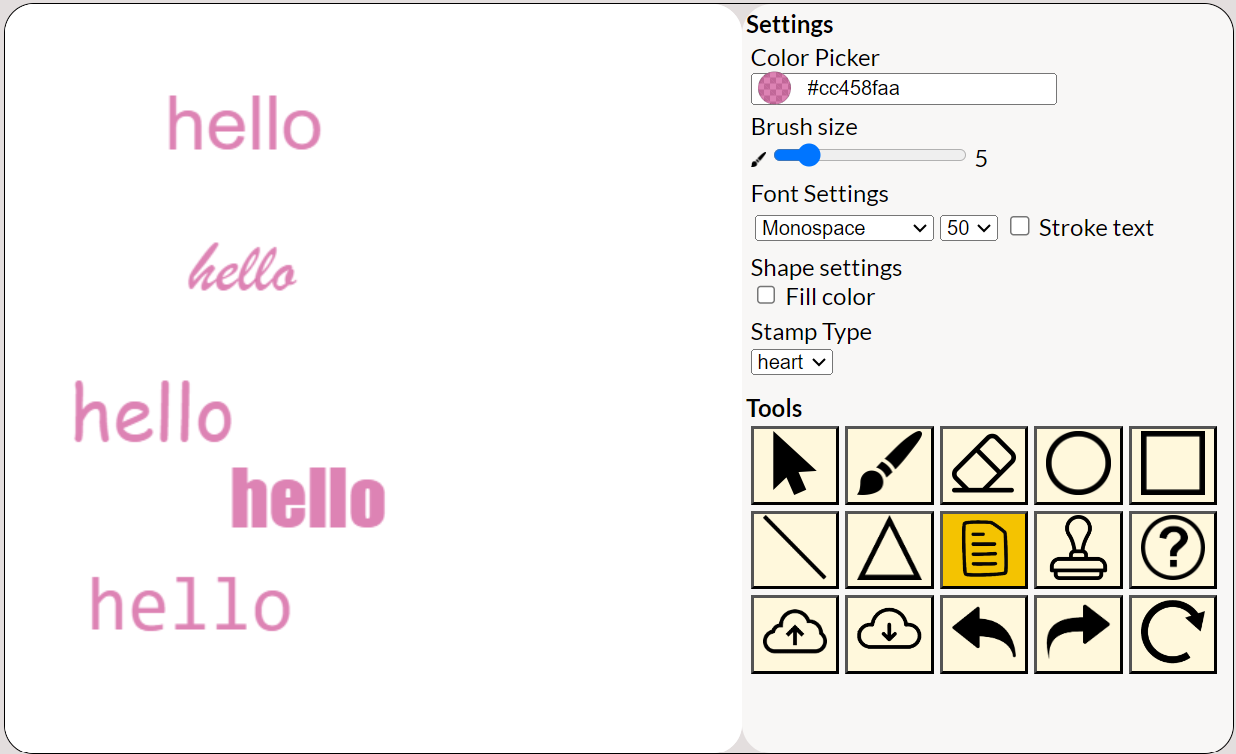 hello
hello
hello
hello
hello
Settings
Color Picker
#cc458faa
Brush size
5
Font Settings
Monospace 50 Stroke text
Shape settings
Fill color
Stamp Type
heart
Tools
?